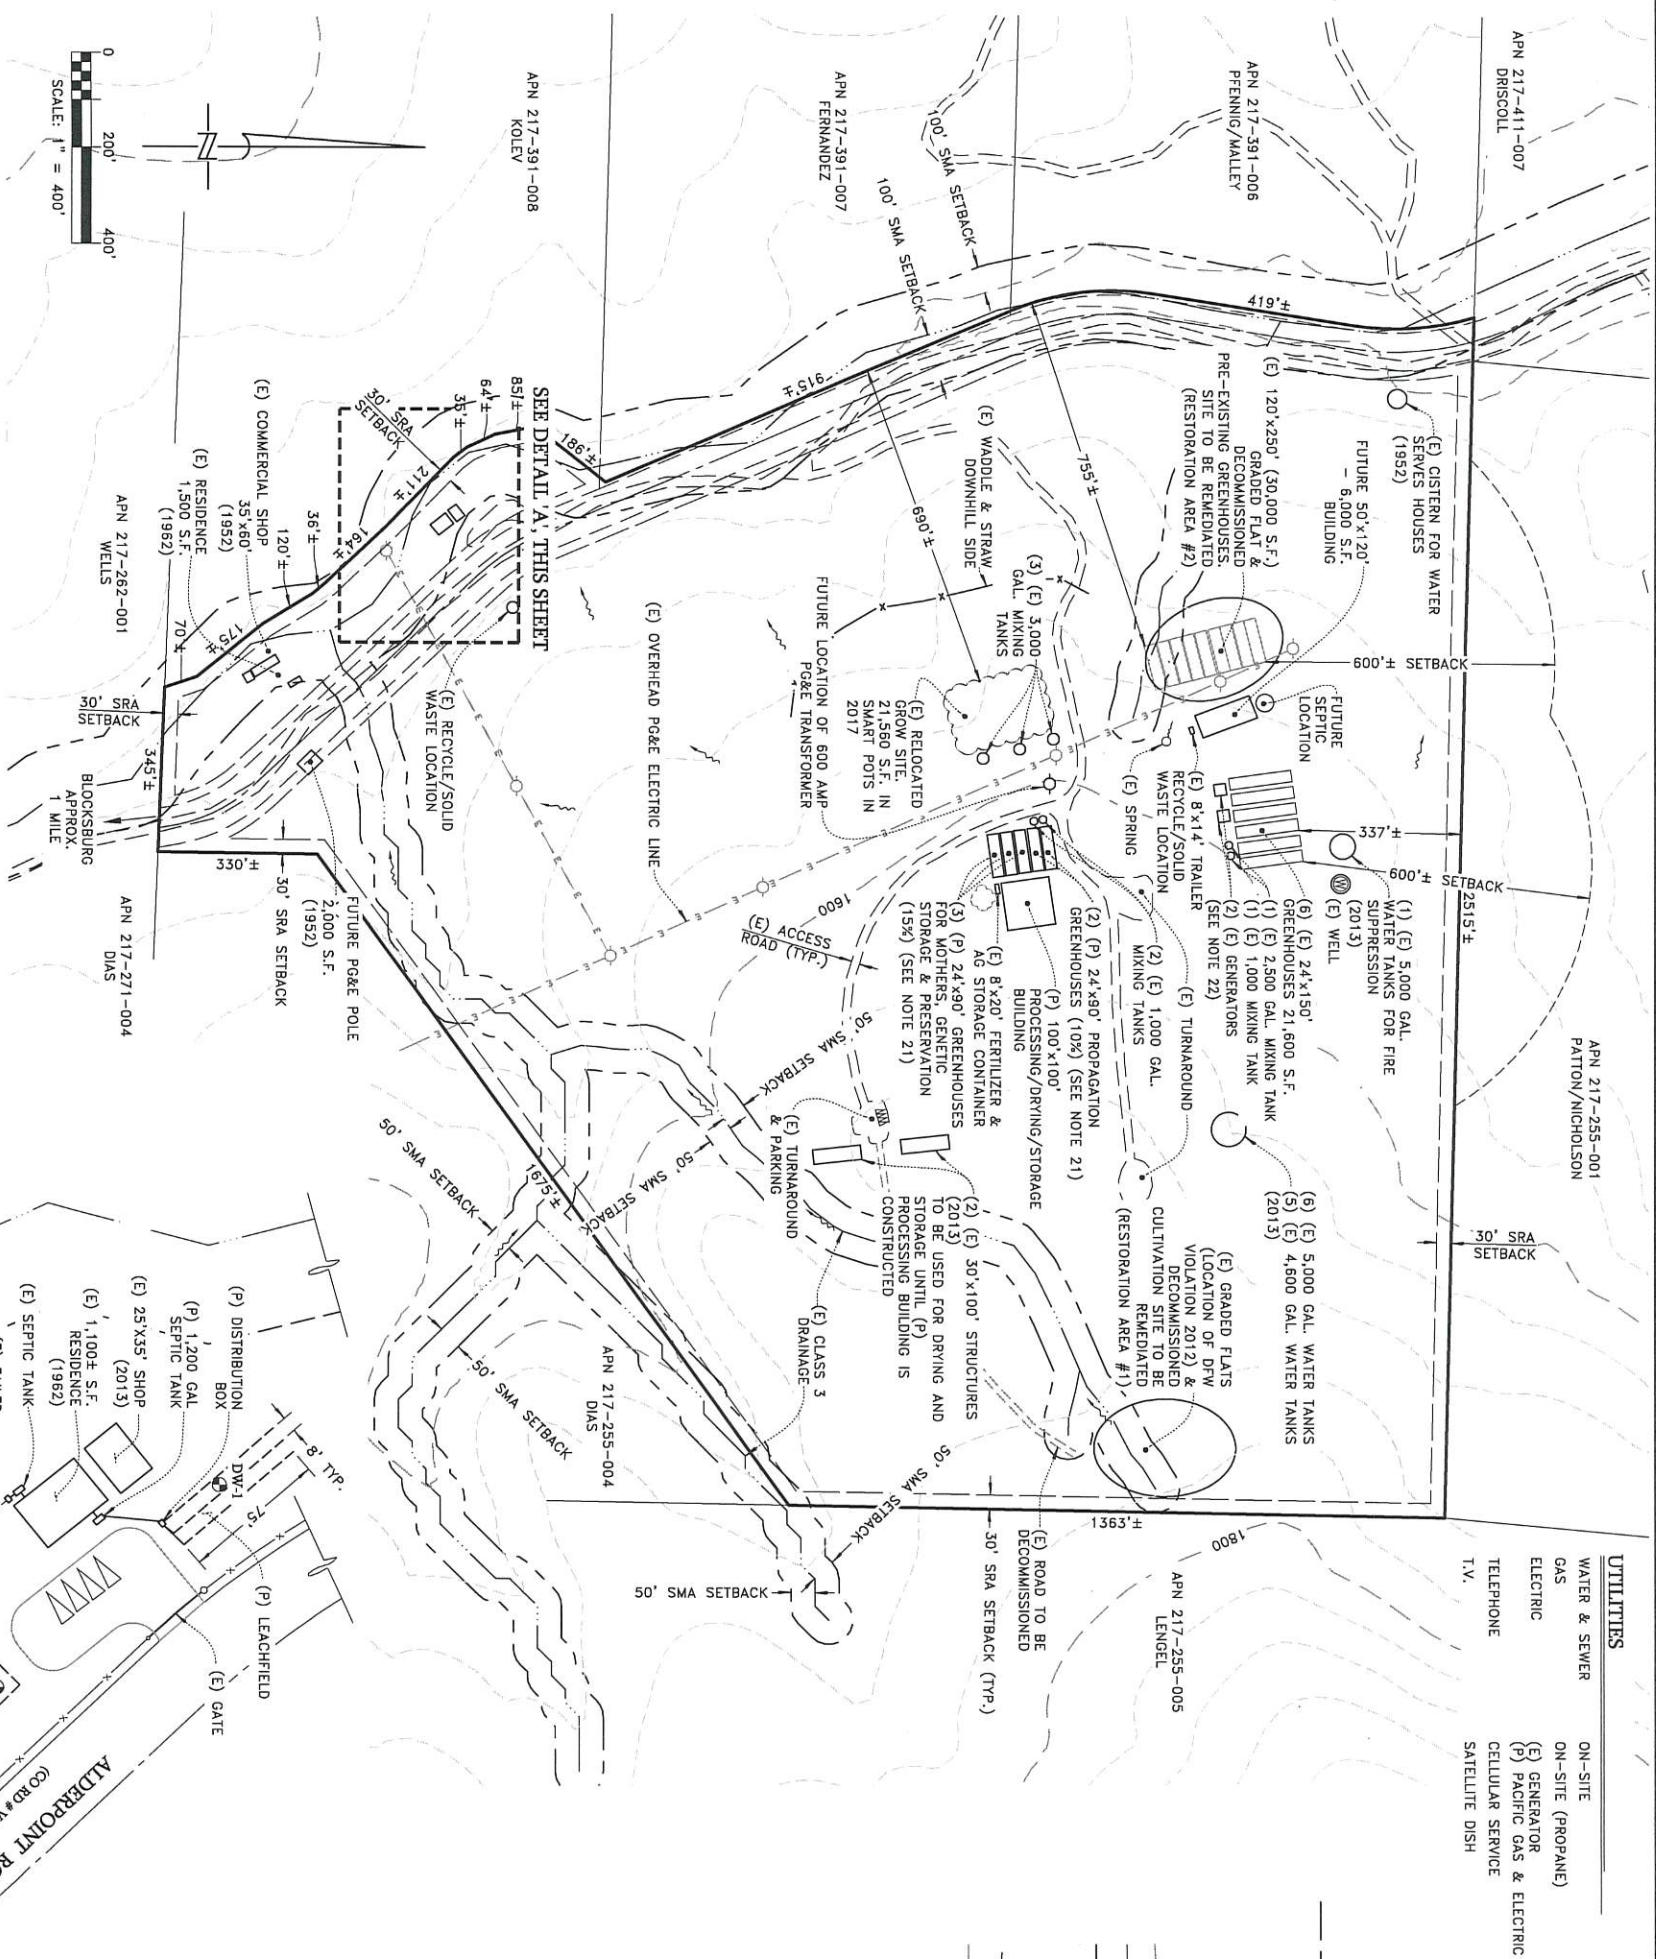 UTILITIES
WATER & SEWER ON-SITE
GAS ON-SITE (PROPANE)
ELECTRIC (E) GENERATOR
(P) PACIFIC GAS & ELECTRIC
TELEPHONE CELLULAR SERVICE
T.V. SATELLITE DISH
APN 217-411-007
DRISCOLL
APN 217-255-001
PATTON/NICHOLSON
APN 217-391-006
PFENNIG/MALLEY
APN 217-391-007
FERNANDEZ
APN 217-391-008
KOLEV
APN 217-262-001
WELLS
APN 217-271-004
DIAS
APN 217-255-004
DIAS
APN 217-255-005
LENGEL
100' SMA SETBACK
100' SMA SETBACK
419'±
915'±
186'±
85'±
64'±
35'±
211'±
164'±
36'±
120'±
175'±
70'±
345'±
330'±
1675'±
1363'±
2515'±
755'±
690'±
337'±
600'± SETBACK
600'± SETBACK
30' SRA
SETBACK
30' SRA
SETBACK
30' SRA
SETBACK
30' SRA SETBACK
30' SRA SETBACK (TYP.)
(E) CISTERN FOR WATER
SERVES HOUSES
(1952)
FUTURE 50'x120'
- 6,000 S.F.
BUILDING
(E) 120'x250' (30,000 S.F.)
GRADED FLAT &
DECOMMISSIONED
PRE-EXISTING GREENHOUSES.
SITE TO BE REMEDIATED
(RESTORATION AREA #2)
FUTURE
SEPTIC
LOCATION
(1) (E) 5,000 GAL.
WATER TANKS FOR FIRE
SUPPRESSION
(2013)
(E) WELL
W
(6) (E) 24'x150'
GREENHOUSES 21,600 S.F.
(1) (E) 2,500 GAL. MIXING TANK
(1) (E) 1,000 MIXING TANK
(2) (E) GENERATORS
(SEE NOTE 22)
(E) 8'x14' TRAILER
RECYCLE/SOLID
WASTE LOCATION
(E) SPRING
(6) (E) 5,000 GAL. WATER TANKS
(5) (E) 4,600 GAL. WATER TANKS
(2013)
(E) WADDLE & STRAW
DOWNHILL SIDE
(3) (E) 3,000
GAL. MIXING
TANKS
(E) RELOCATED
GROW SITE.
21,560 S.F. IN
SMART POTS IN
2017
FUTURE LOCATION OF 600 AMP
PG&E TRANSFORMER
(E) TURNAROUND
(2) (E) 1,000 GAL.
MIXING TANKS
(2) (P) 24'x90' PROPAGATION
GREENHOUSES (10%) (SEE NOTE 21)
(P) 100'x100'
PROCESSING/DRYING/STORAGE
BUILDING
(E) 8'x20' FERTILIZER &
AG STORAGE CONTAINER
(3) (P) 24'x90' GREENHOUSES
FOR MOTHERS, GENETIC
STORAGE & PRESERVATION
(15%) (SEE NOTE 21)
(E) GRADED FLATS
(LOCATION OF DFW
VIOLATION 2012) &
DECOMMISSIONED
CULTIVATION SITE TO BE
REMEDIATED
(RESTORATION AREA #1)
(2) (E) 30'x100' STRUCTURES
(2013)
TO BE USED FOR DRYING AND
STORAGE UNTIL (P)
PROCESSING BUILDING IS
CONSTRUCTED
(E) TURNAROUND
& PARKING
(E) CLASS 3
DRAINAGE
(E) ROAD TO BE
DECOMMISSIONED
(E) ACCESS
ROAD (TYP.)
1600
1800
50' SMA SETBACK
50' SMA SETBACK
50' SMA SETBACK
50' SMA SETBACK
50' SMA SETBACK
50' SMA SETBACK
(E) OVERHEAD PG&E ELECTRIC LINE
SEE DETAIL 'A', THIS SHEET
(E) RECYCLE/SOLID
WASTE LOCATION
(E) COMMERCIAL SHOP
35'x60'
(1952)
(E) RESIDENCE
1,500 S.F.
(1962)
FUTURE PG&E POLE
2,000 S.F.
(1952)
BLOCKSBURG
APPROX.
1 MILE
0 200' 400'
SCALE: 1" = 400'
(P) DISTRIBUTION
BOX
(P) 1,200 GAL
SEPTIC TANK
(E) 25'X35' SHOP
(2013)
(E) 1,100± S.F.
RESIDENCE
(1962)
(E) SEPTIC TANK
DW-1
8' TYP.
75'
(P) LEACHFIELD
(E) GATE
ALDERPOINT
(CO RD #